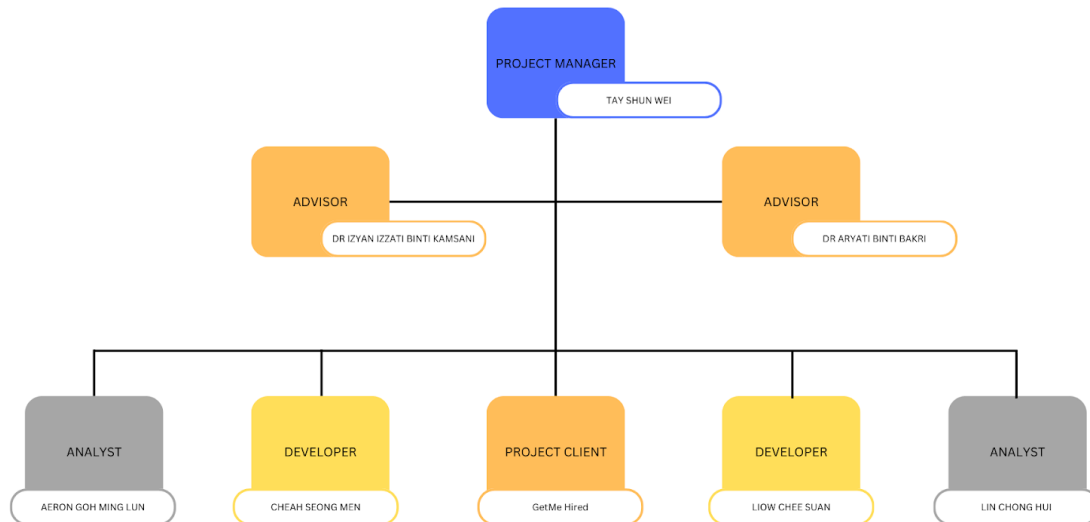 PROJECT MANAGER
TAY SHUN WEI
ADVISOR
DR IZYAN IZZATI BINTI KAMSANI
ADVISOR
DR ARYATI BINTI BAKRI
ANALYST
AERON GOH MING LUN
DEVELOPER
CHEAH SEONG MEN
PROJECT CLIENT
GetMe Hired
DEVELOPER
LIOW CHEE SUAN
ANALYST
LIN CHONG HUI